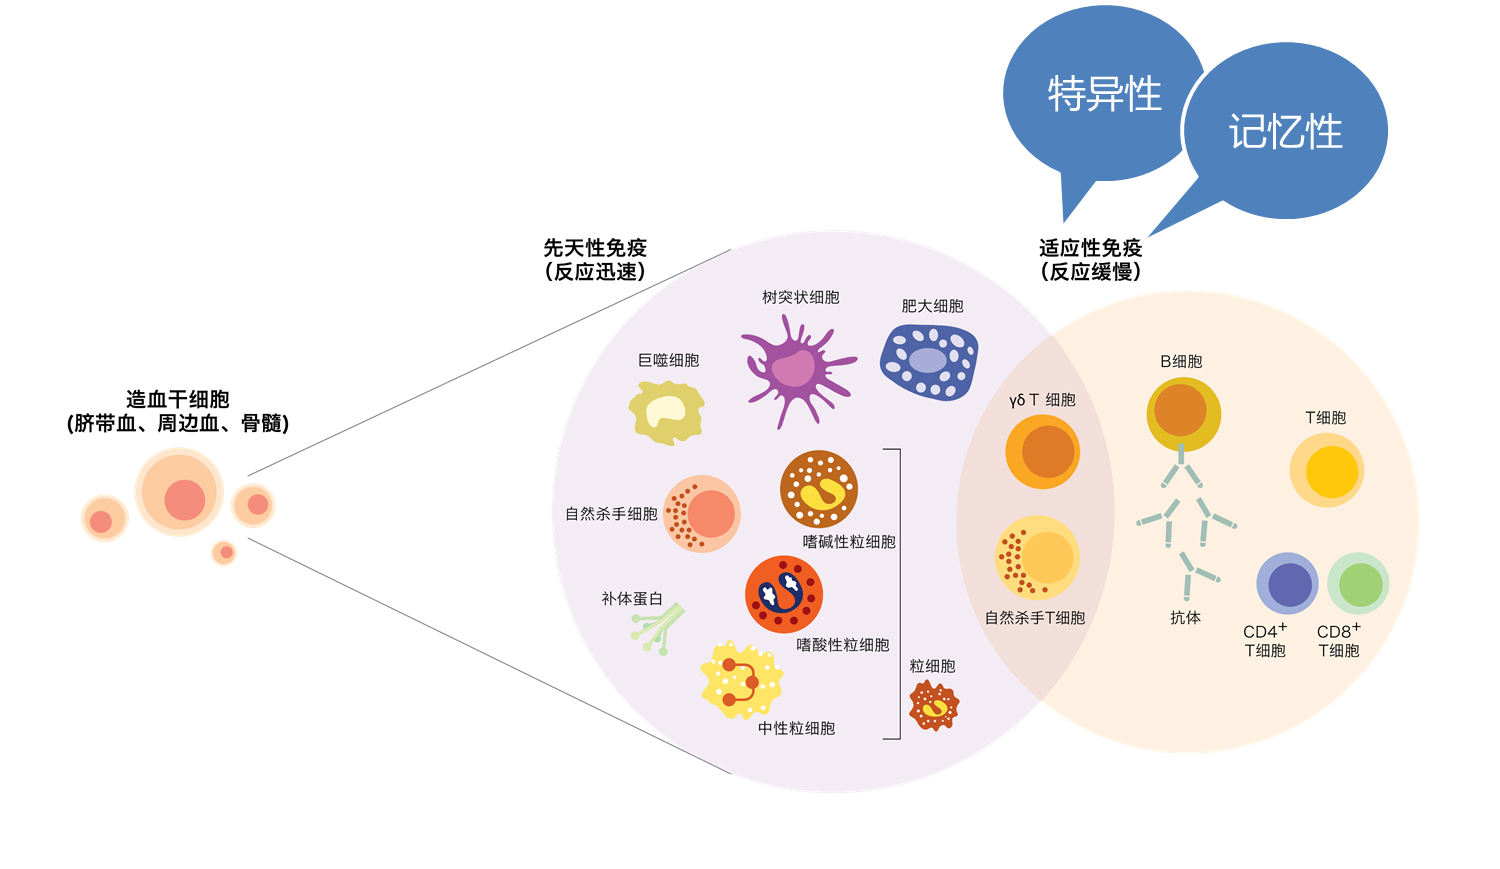 特异性
记忆性
先天性免疫
（反应迅速）
适应性免疫
（反应缓慢）
造血干细胞
(脐带血、周边血、骨髓)
树突状细胞
肥大细胞
巨噬细胞
γδ T 细胞
B细胞
T细胞
自然杀手细胞
嗜碱性粒细胞
补体蛋白
嗜酸性粒细胞
自然杀手T细胞
抗体
CD4+
T细胞
CD8+
T细胞
粒细胞
中性粒细胞